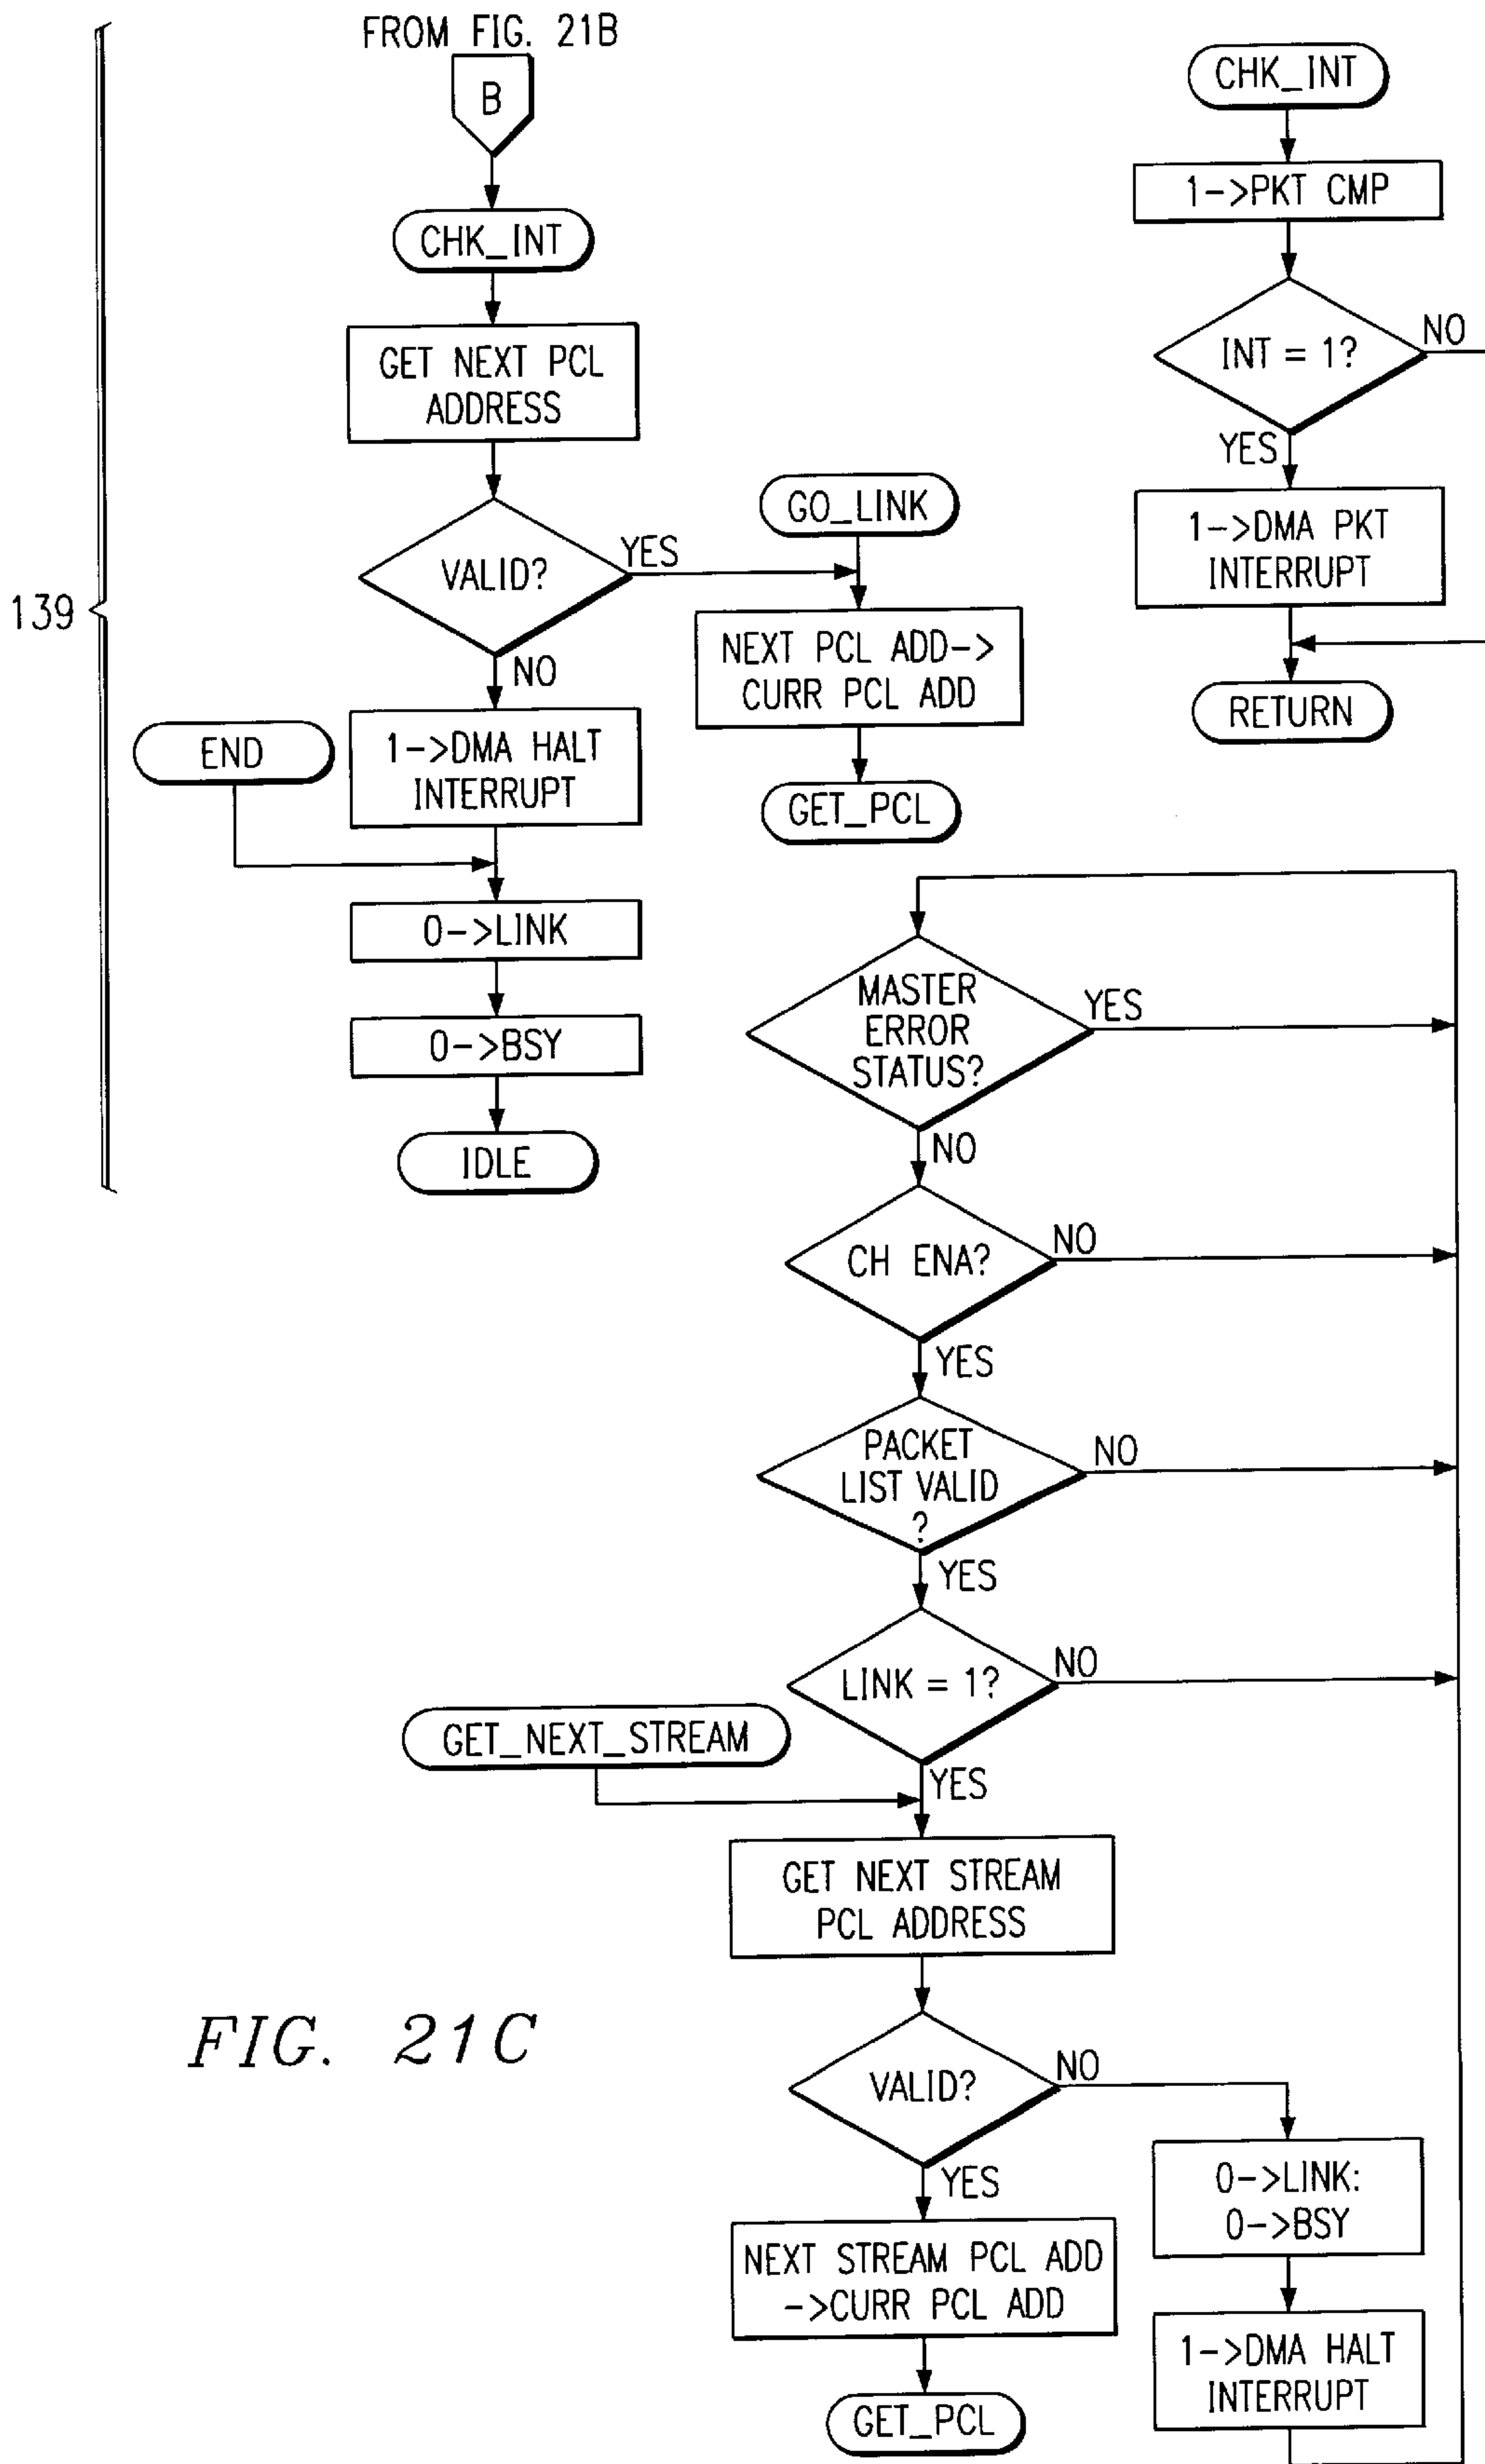 FROM FIG. 21B
B
CHK_INT
GET NEXT PCL
ADDRESS
VALID?
YES
NO
1->DMA HALT
INTERRUPT
END
0->LINK
0->BSY
IDLE
139
GO_LINK
NEXT PCL ADD->
CURR PCL ADD
GET_PCL
CHK_INT
1->PKT CMP
INT = 1?
NO
YES
1->DMA PKT
INTERRUPT
RETURN
MASTER
ERROR
STATUS?
YES
NO
CH ENA?
NO
YES
PACKET
LIST VALID
?
NO
YES
LINK = 1?
NO
YES
GET_NEXT_STREAM
GET NEXT STREAM
PCL ADDRESS
VALID?
NO
YES
0->LINK:
0->BSY
1->DMA HALT
INTERRUPT
NEXT STREAM PCL ADD
->CURR PCL ADD
GET_PCL
FIG. 21C